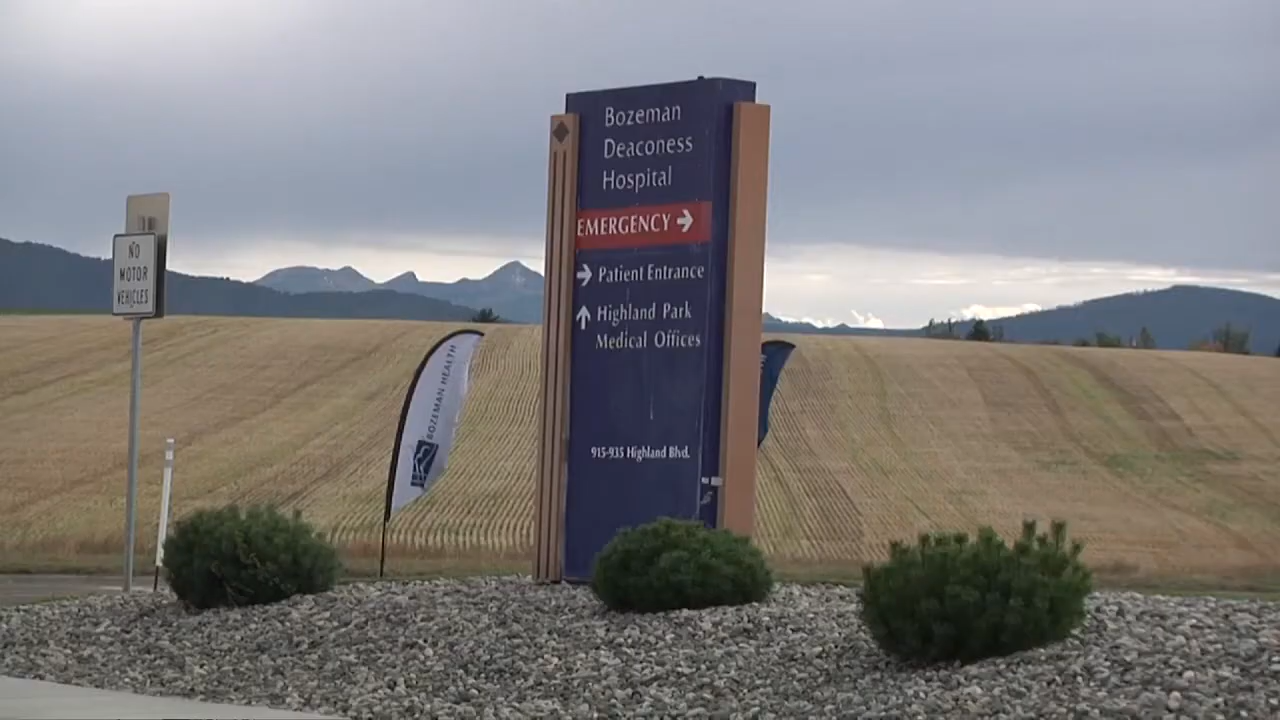 NO
MOTOR
VEHICLES
BOZEMAN HEALTH
Bozeman
Deaconess
Hospital
EMERGENCY →
→ Patient Entrance
↑ Highland Park
Medical Offices
915-935 Highland Blvd.